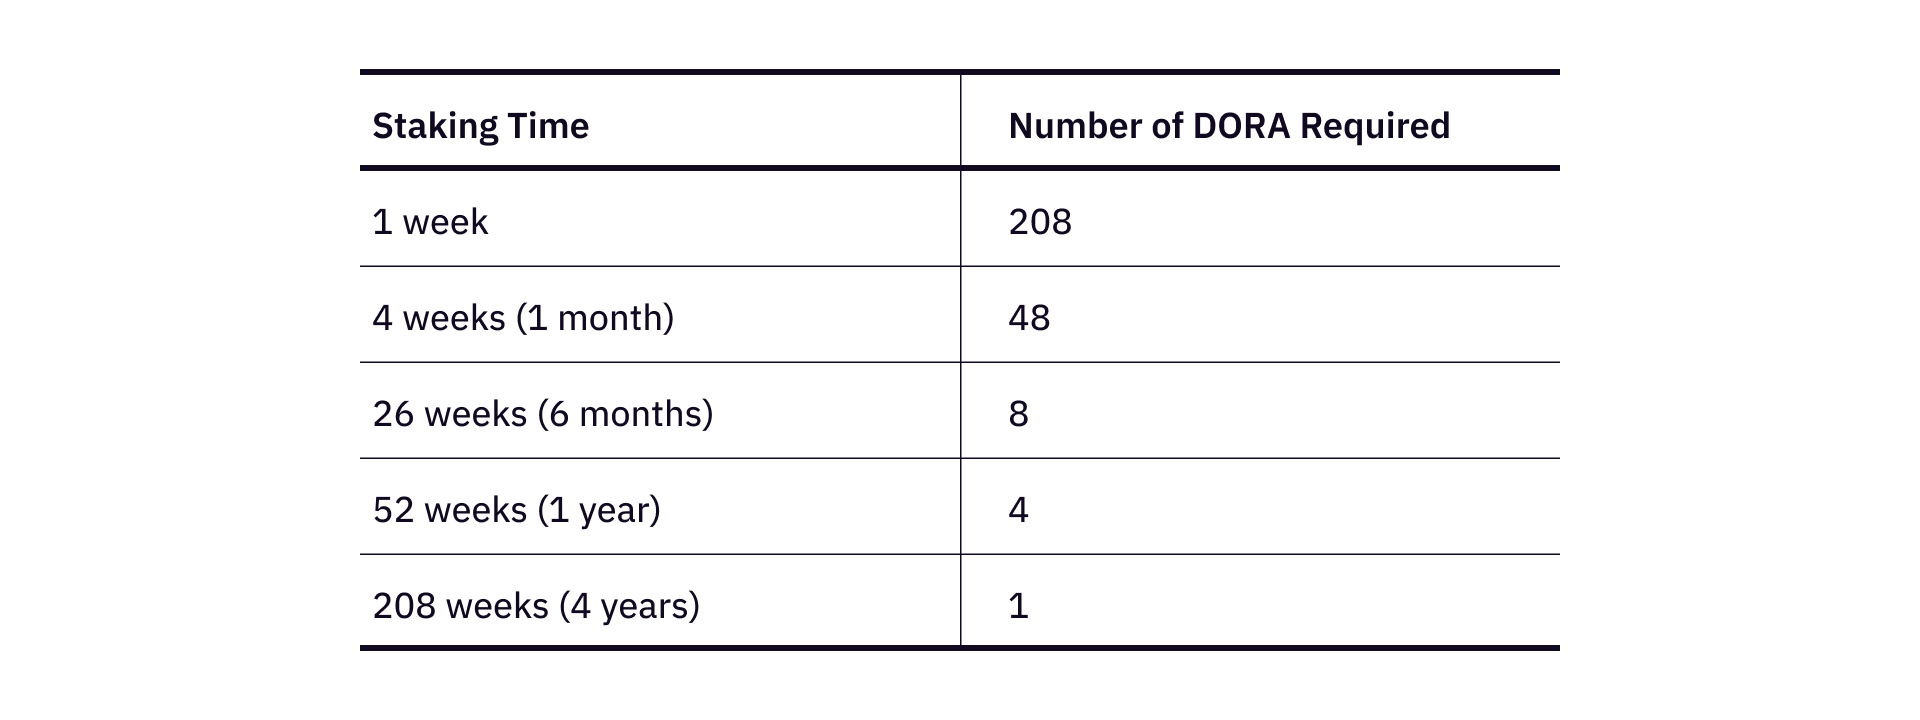 Staking Time Number of DORA Required
1 week 208
4 weeks (1 month) 48
26 weeks (6 months) 8
52 weeks (1 year) 4
208 weeks (4 years) 1